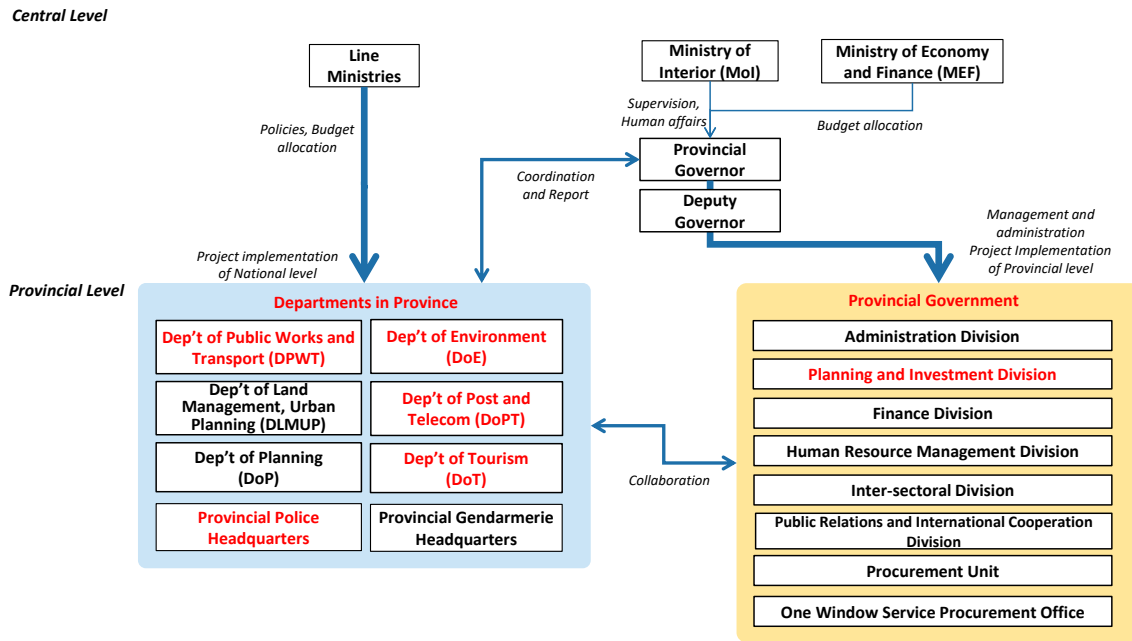 Central Level
Line
Ministries
Ministry of
Interior (MoI)
Ministry of Economy
and Finance (MEF)
Policies, Budget
allocation
Supervision,
Human affairs
Budget allocation
Coordination
and Report
Provincial
Governor
Deputy
Governor
Management and
administration
Project Implementation
of Provincial level
Project implementation
of National level
Provincial Level
Departments in Province
Dep’t of Public Works and
Transport (DPWT)
Dep’t of Environment
(DoE)
Dep’t of Land
Management, Urban
Planning (DLMUP)
Dep’t of Post and
Telecom (DoPT)
Dep’t of Planning
(DoP)
Dep’t of Tourism
(DoT)
Provincial Police
Headquarters
Provincial Gendarmerie
Headquarters
Collaboration
Provincial Government
Administration Division
Planning and Investment Division
Finance Division
Human Resource Management Division
Inter-sectoral Division
Public Relations and International Cooperation
Division
Procurement Unit
One Window Service Procurement Office